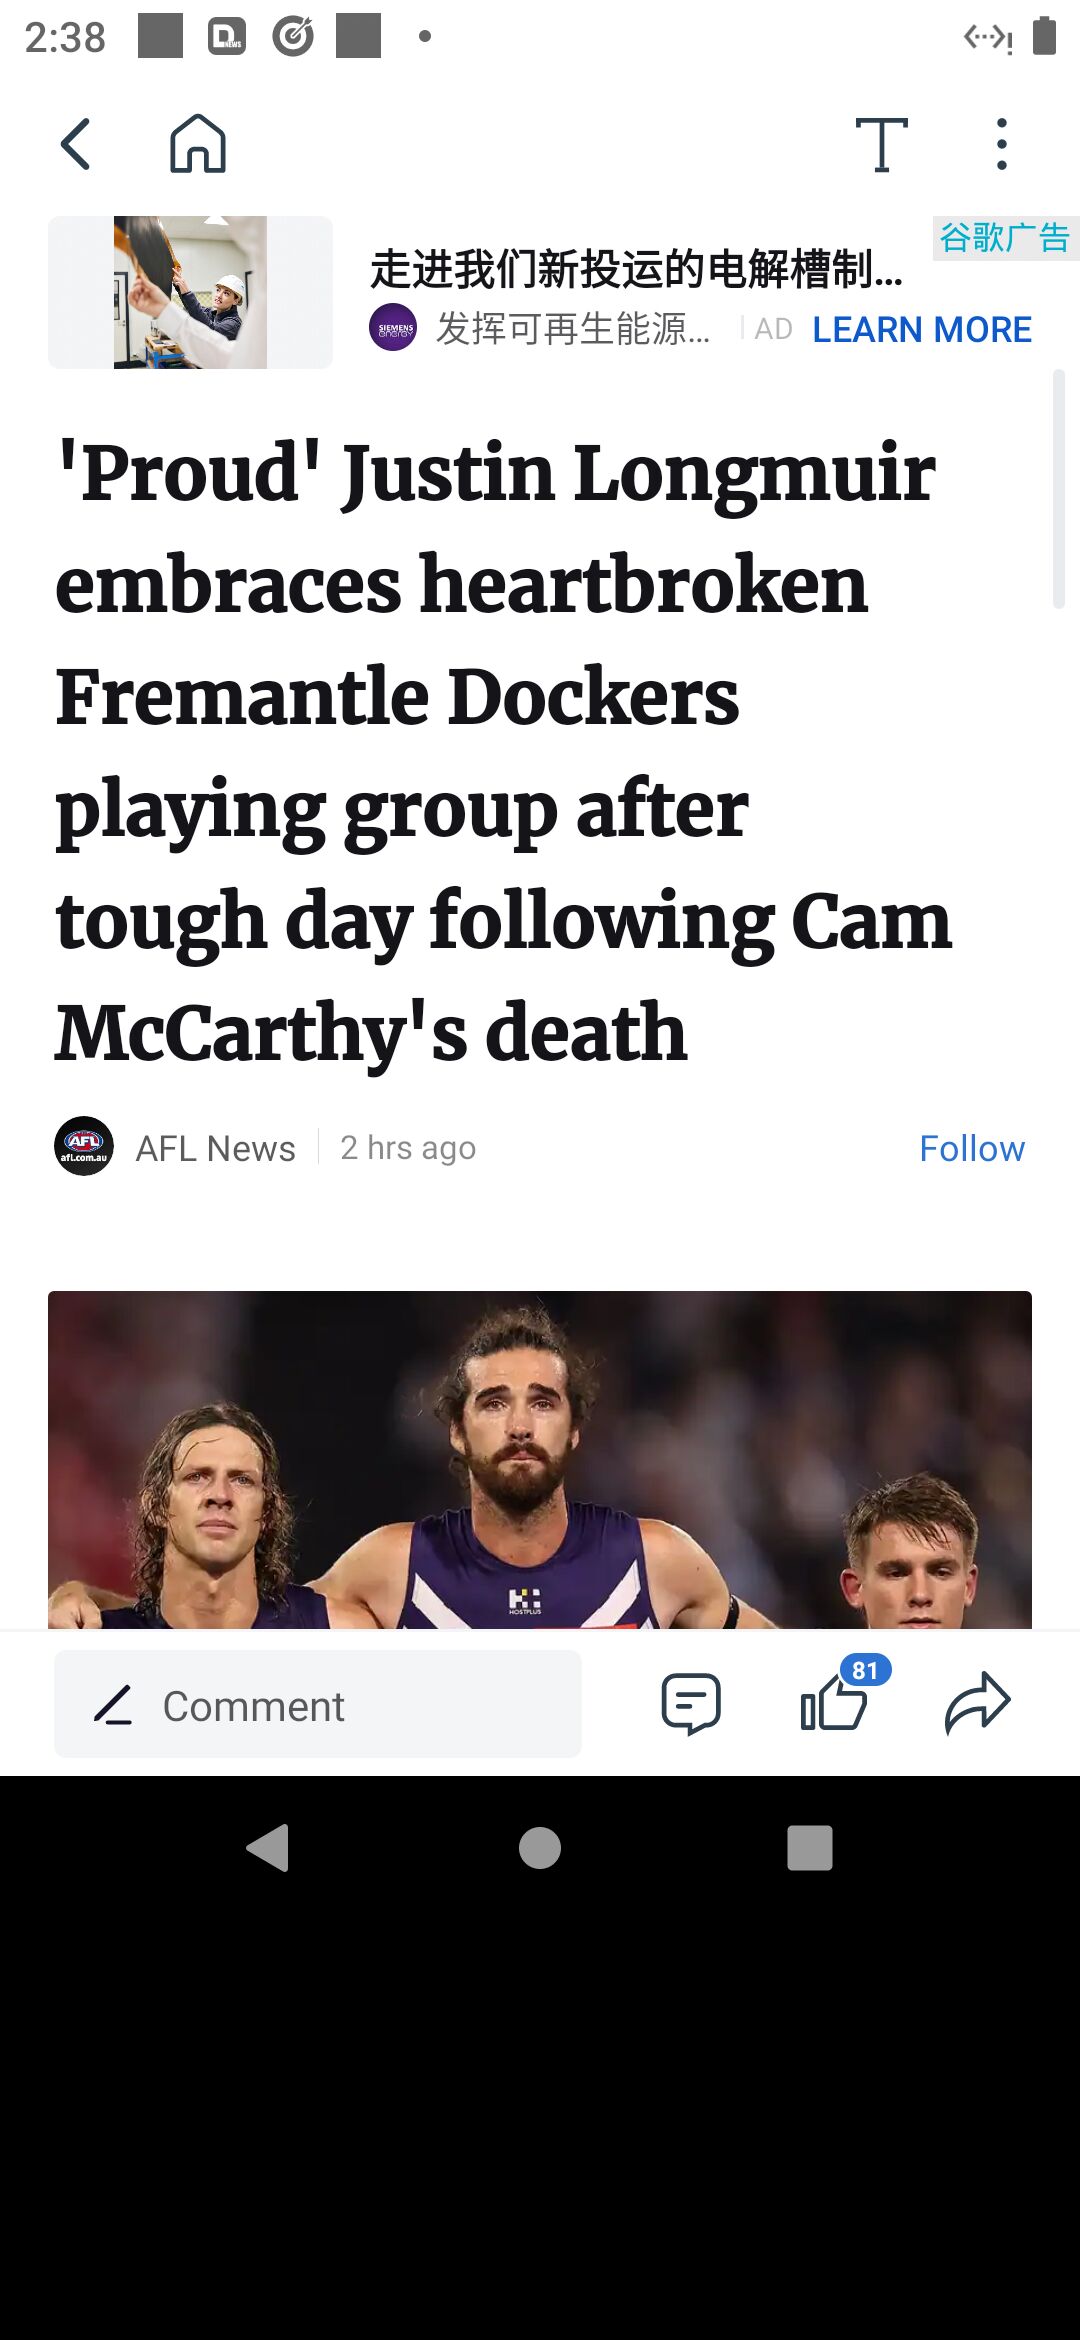 2:38
D NEWS
谷歌广告
走进我们新投运的电解槽制...
SIEMENS energy
发挥可再生能源... AD LEARN MORE
'Proud' Justin Longmuir
embraces heartbroken
Fremantle Dockers
playing group after
tough day following Cam
McCarthy's death
AFL
afl.com.au
AFL News 2 hrs ago Follow
HOSTPLUS
Comment 81